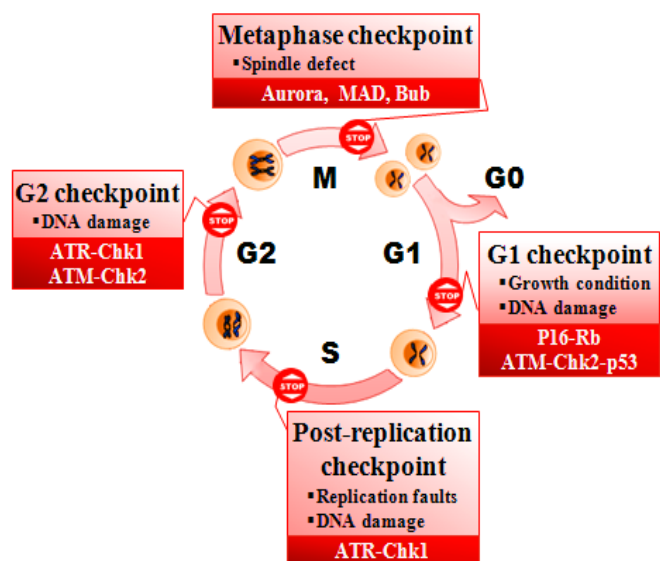 Metaphase checkpoint
▪Spindle defect
Aurora, MAD, Bub
STOP
M
G0
G2 checkpoint
▪DNA damage
ATR-Chk1
ATM-Chk2
STOP
G2
G1
G1 checkpoint
▪Growth condition
▪DNA damage
P16-Rb
ATM-Chk2-p53
STOP
S
STOP
Post-replication
checkpoint
▪Replication faults
▪DNA damage
ATR-Chk1